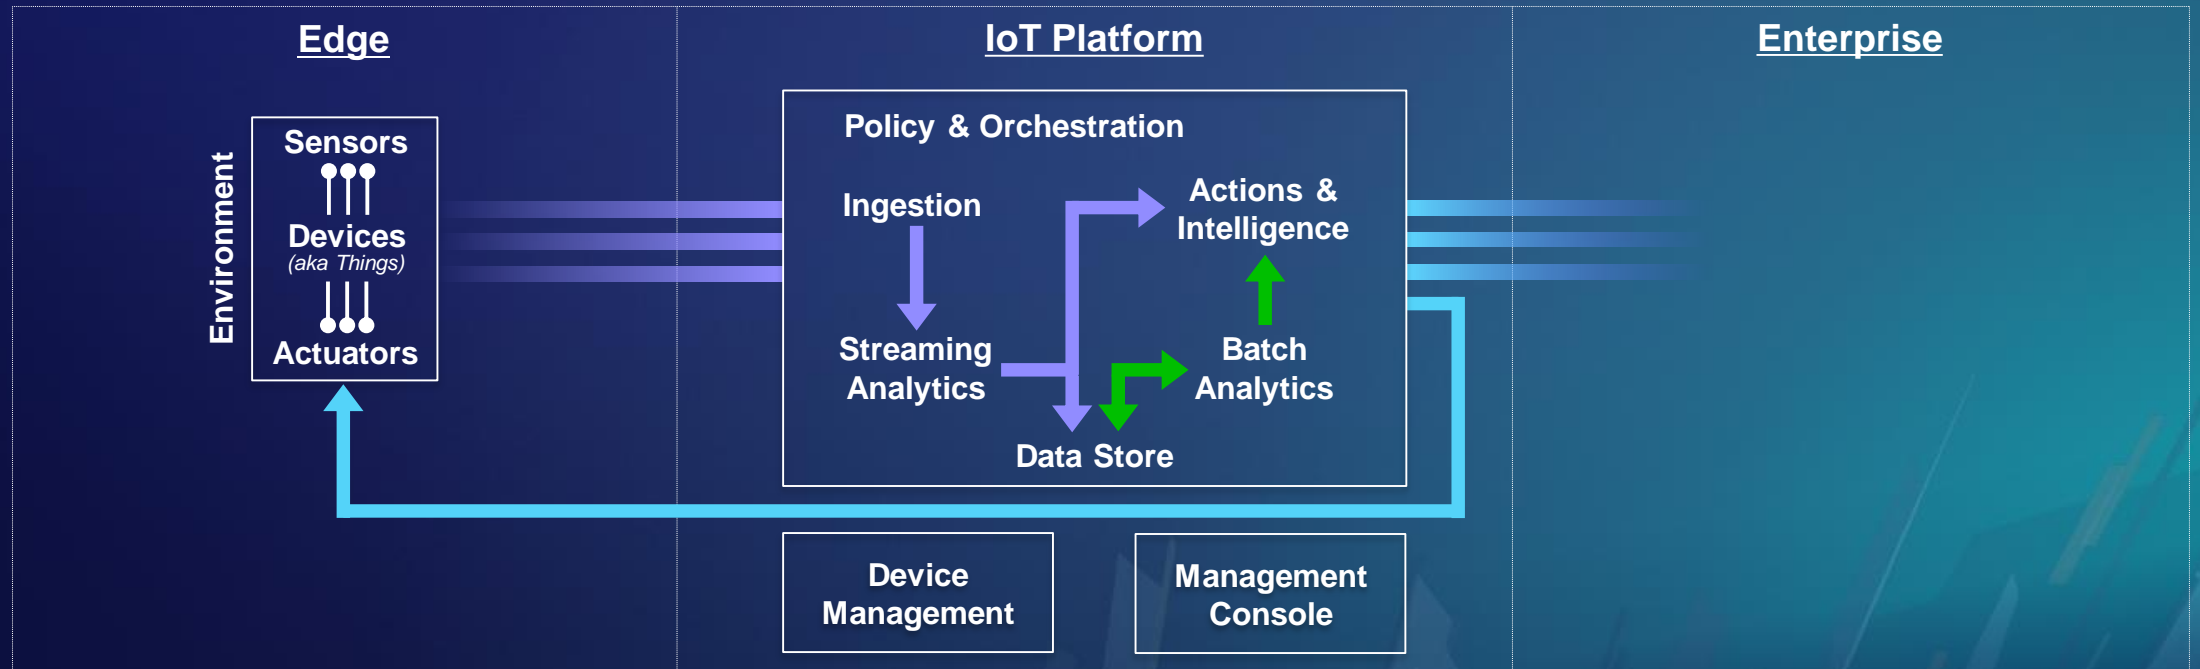 Edge
IoT Platform
Enterprise
Environment
Sensors
Devices
(aka Things)
Actuators
Policy & Orchestration
Ingestion
Actions &
Intelligence
Streaming
Analytics
Batch
Analytics
Data Store
Device
Management
Management
Console